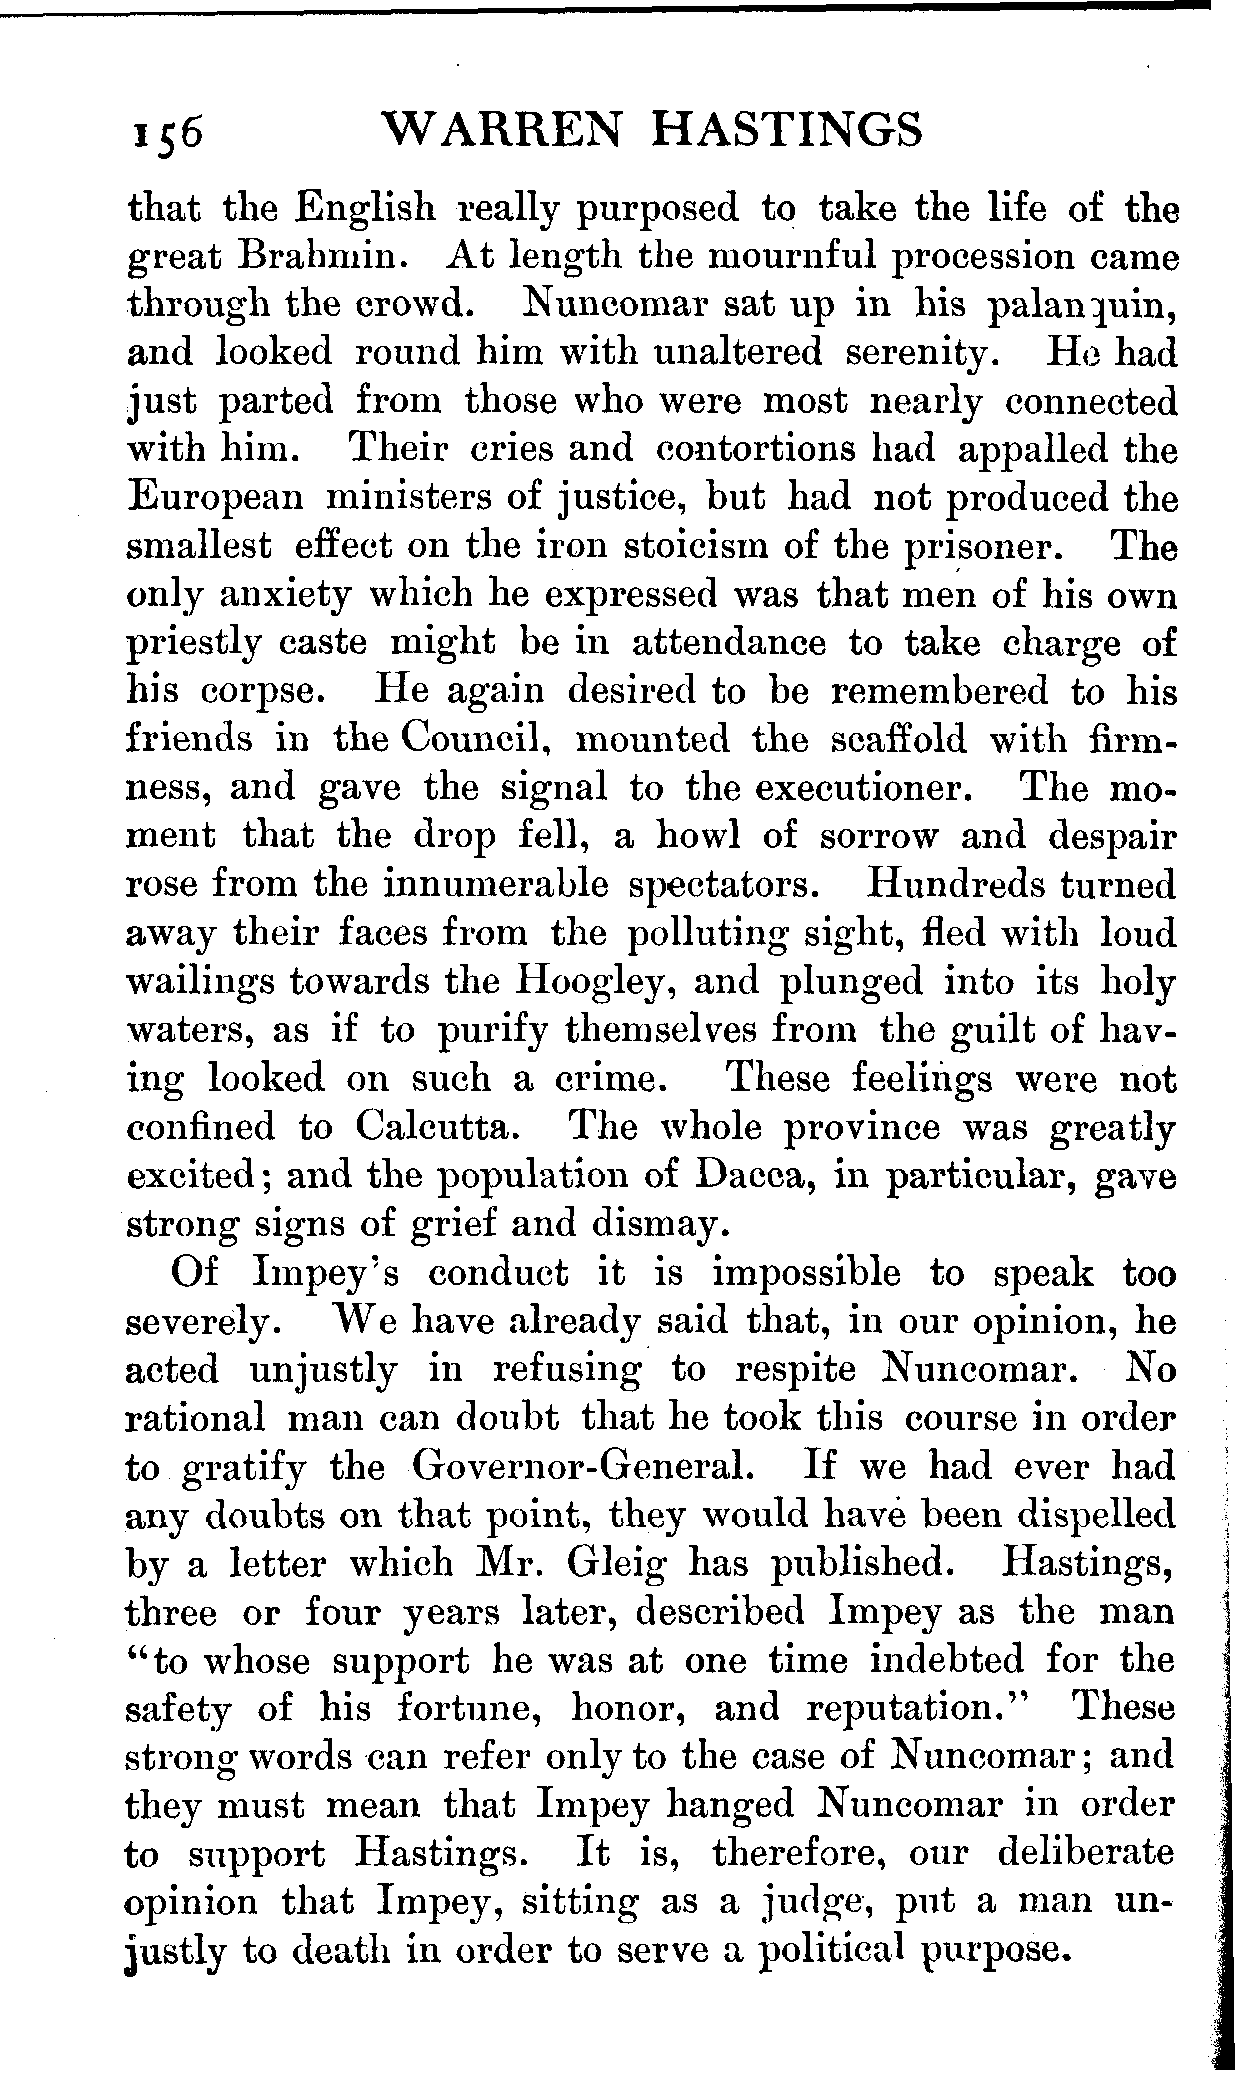 156 WARREN HASTINGS
that the English really purposed to take the life of the
great Brahmin. At length the mournful procession came
through the crowd. Nuncomar sat up in his palanquin,
and looked round him with unaltered serenity. He had
just parted from those who were most nearly connected
with him. Their cries and contortions had appalled the
European ministers of justice, but had not produced the
smallest effect on the iron stoicism of the prisoner. The
only anxiety which he expressed was that men of his own
priestly caste might be in attendance to take charge of
his corpse. He again desired to be remembered to his
friends in the Council, mounted the scaffold with firm-
ness, and gave the signal to the executioner. The mo-
ment that the drop fell, a howl of sorrow and despair
rose from the innumerable spectators. Hundreds turned
away their faces from the polluting sight, fled with loud
wailings towards the Hoogley, and plunged into its holy
waters, as if to purify themselves from the guilt of hav-
ing looked on such a crime. These feelings were not
confined to Calcutta. The whole province was greatly
excited; and the population of Dacca, in particular, gave
strong signs of grief and dismay.
Of Impey's conduct it is impossible to speak too
severely. We have already said that, in our opinion, he
acted unjustly in refusing to respite Nuncomar. No
rational man can doubt that he took this course in order
to gratify the Governor-General. If we had ever had
any doubts on that point, they would have been dispelled
by a letter which Mr. Gleig has published. Hastings,
three or four years later, described Impey as the man
"to whose support he was at one time indebted for the
safety of his fortune, honor, and reputation." These
strong words can refer only to the case of Nuncomar; and
they must mean that Impey hanged Nuncomar in order
to support Hastings. It is, therefore, our deliberate
opinion that Impey, sitting as a judge, put a man un-
justly to death in order to serve a political purpose.